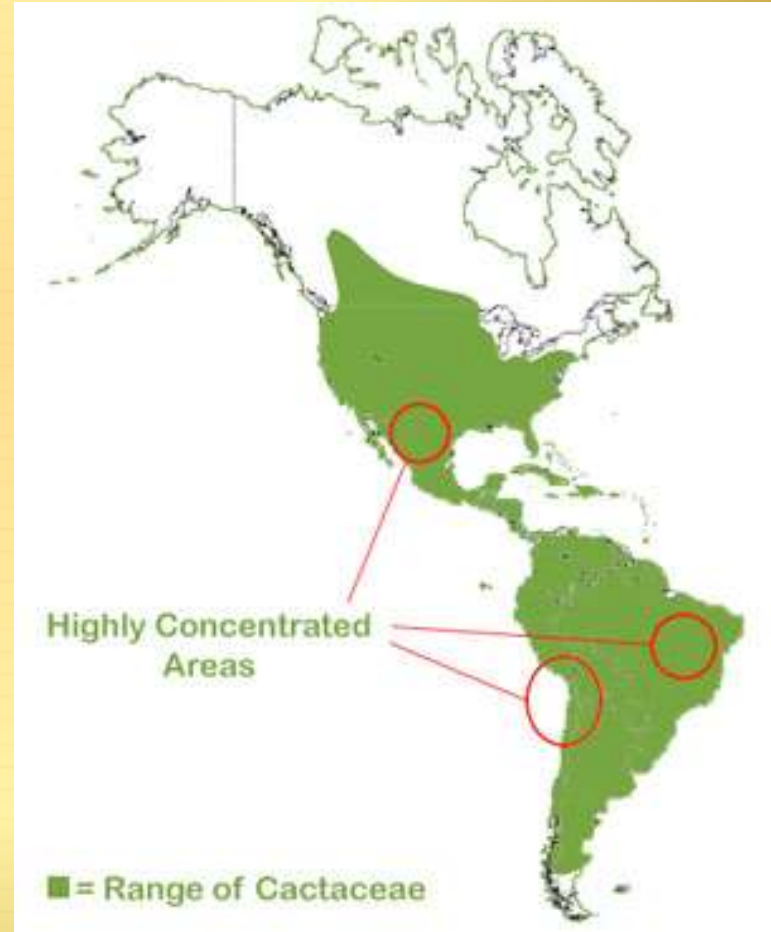 Highly Concentrated
Areas
= Range of Cactaceae